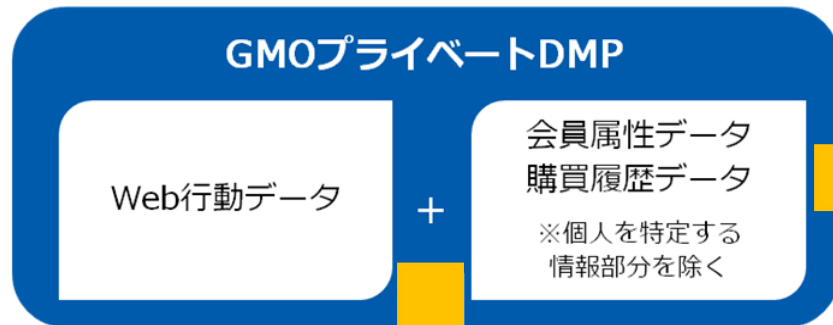 GMOプライベートDMP
Web行動データ
+
会員属性データ
購買履歴データ
※個人を特定する
情報部分を除く